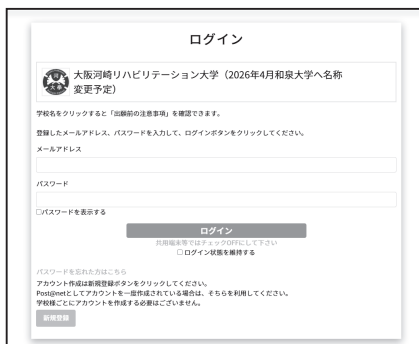 ログイン
大阪河崎リハビリテーション大学（2026年4月和泉大学へ名称
変更予定）
学校名をクリックすると「出願前の注意事項」を確認できます。
登録したメールアドレス、パスワードを入力して、ログインボタンをクリックしてください。
メールアドレス
パスワード
□パスワードを表示する
ログイン
共用端末等ではチェックOFFにして下さい
□ ログイン状態を維持する
パスワードを忘れた方はこちら
アカウント作成は新規登録ボタンをクリックしてください。
Post@netとしてアカウントを一度作成されている場合は、そちらを利用してください。
学校様ごとにアカウントを作成する必要はございません。
新規登録